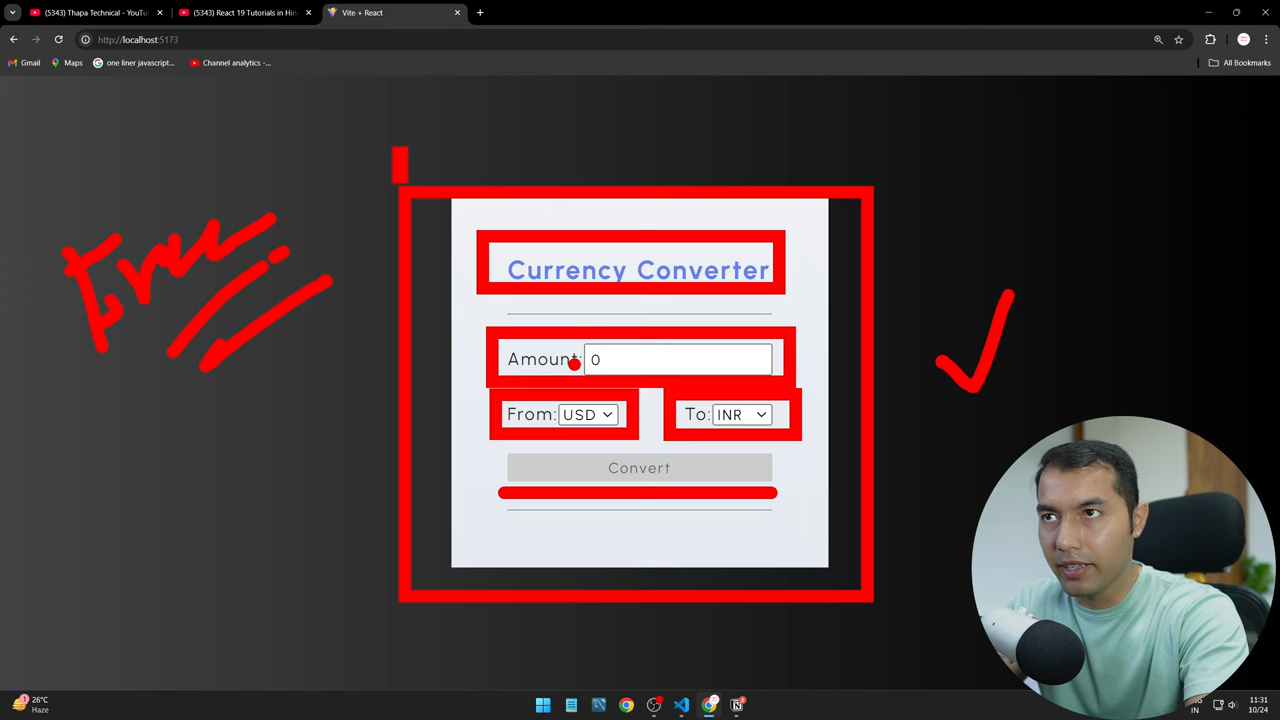 (5343) Thapa Technical - YouTu
(5343) React 19 Tutorials in Hin
Vite + React
http://localhost:5173
Gmail
Maps
one liner javascript...
Channel analytics -...
All Bookmarks
Free
Currency Converter
Amount: 0
From: USD
To: INR
Convert
26°C
Haze
IN
11:31
10/24